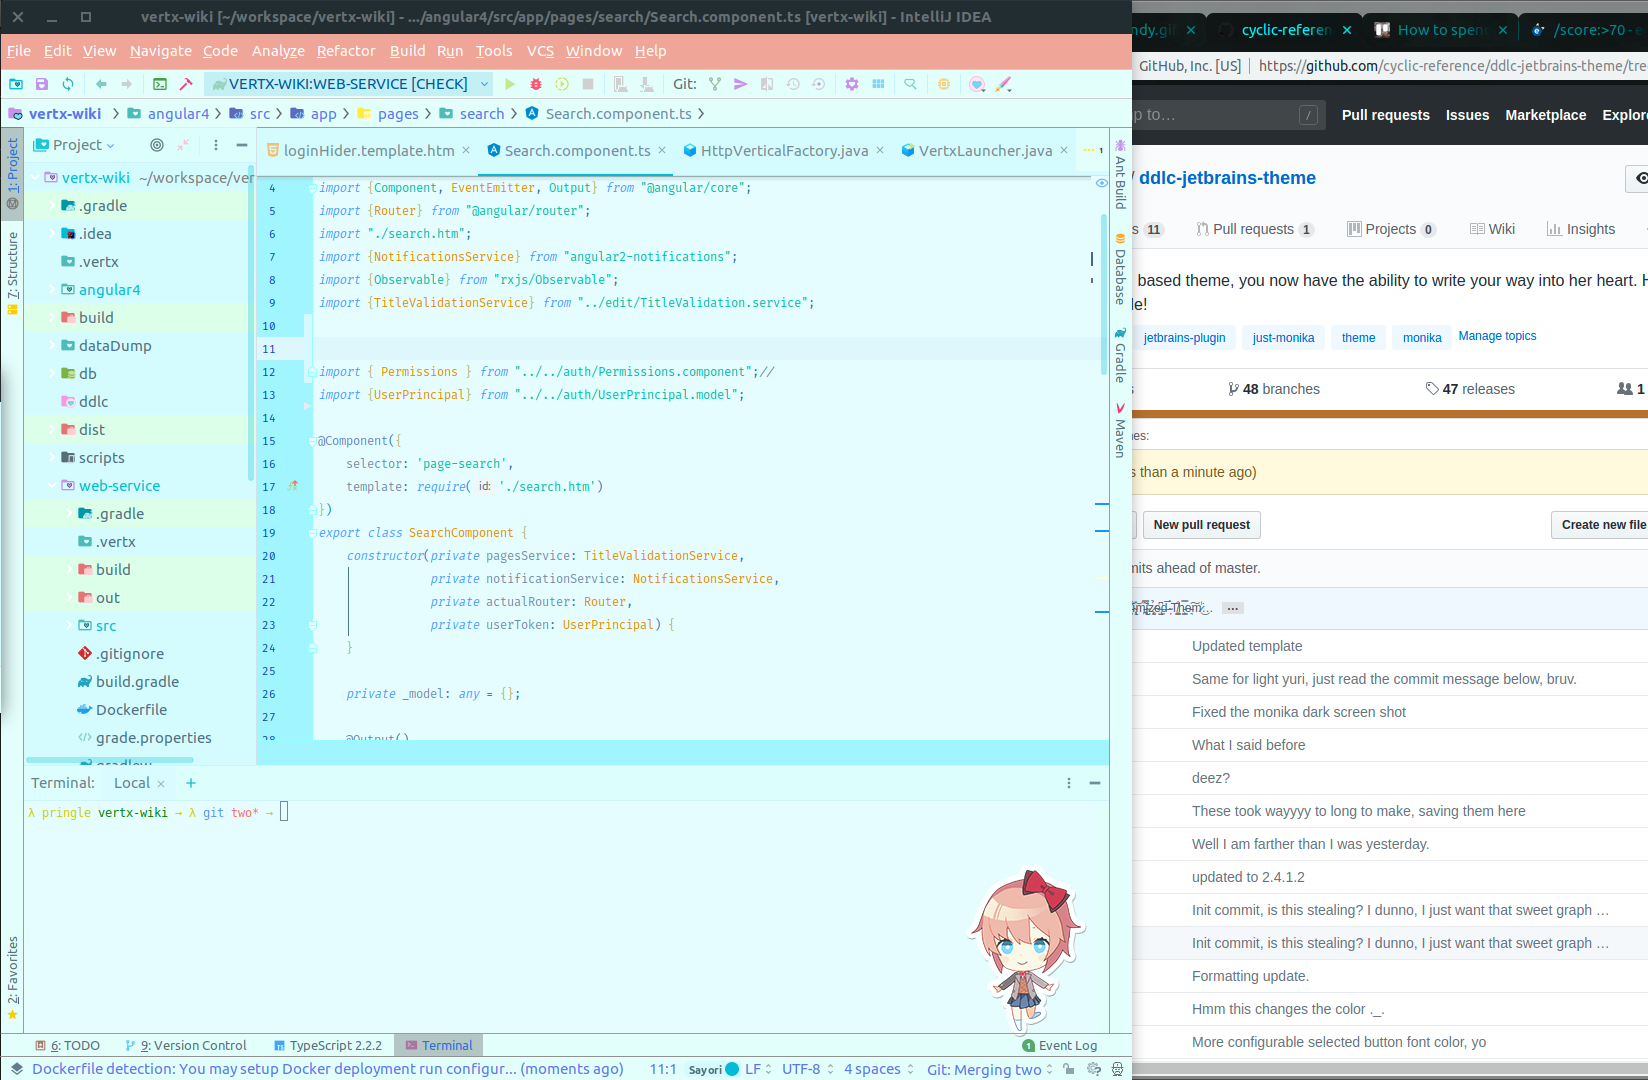 vertx-wiki [~/workspace/vertx-wiki] - .../angular4/src/app/pages/search/Search.component.ts [vertx-wiki] - IntelliJ IDEA
File Edit View Navigate Code Analyze Refactor Build Run Tools VCS Window Help
VERTX-WIKI:WEB-SERVICE [CHECK] Git:
vertx-wiki angular4 src app pages search Search.component.ts
1: Project
7: Structure
2: Favorites
Project
vertx-wiki ~/workspace/ver
.gradle
.idea
.vertx
angular4
build
dataDump
db
ddlc
dist
scripts
web-service
.gradle
.vertx
build
out
src
.gitignore
build.gradle
Dockerfile
grade.properties
gradlew
loginHider.template.htm × Search.component.ts × HttpVerticalFactory.java × VertxLauncher.java × 1
4 import {Component, EventEmitter, Output} from "@angular/core";
5 import {Router} from "@angular/router";
6 import "./search.htm";
7 import {NotificationsService} from "angular2-notifications";
8 import {Observable} from "rxjs/Observable";
9 import {TitleValidationService} from "../edit/TitleValidation.service";
10
11
12 import { Permissions } from "../../auth/Permissions.component";//
13 import {UserPrincipal} from "../../auth/UserPrincipal.model";
14
15 @Component({
16 selector: 'page-search',
17 template: require( id: './search.htm')
18 })
19 export class SearchComponent {
20 constructor(private pagesService: TitleValidationService,
21 private notificationService: NotificationsService,
22 private actualRouter: Router,
23 private userToken: UserPrincipal) {
24 }
25
26 private _model: any = {};
27
28 @Output()
Ant Build
Database
Gradle
Maven
Terminal: Local × +
λ pringle vertx-wiki → λ git two* →
6: TODO 9: Version Control TypeScript 2.2.2 Terminal 1 Event Log
Dockerfile detection: You may setup Docker deployment run configur... (moments ago) 11:1 Sayori LF UTF-8 4 spaces Git: Merging two
ndy.gi × cyclic-referen × How to spen × /score:>70 - e
GitHub, Inc. [US] https://github.com/cyclic-reference/ddlc-jetbrains-theme/tre
p to... / Pull requests Issues Marketplace Explor
/ ddlc-jetbrains-theme
s 11 Pull requests 1 Projects 0 Wiki Insights
based theme, you now have the ability to write your way into her heart. H
le!
jetbrains-plugin just-monika theme monika Manage topics
s 48 branches 47 releases 1
es:
s than a minute ago)
New pull request Create new file
mits ahead of master.
...
Updated template
Same for light yuri, just read the commit message below, bruv.
Fixed the monika dark screen shot
What I said before
deez?
These took wayyyy to long to make, saving them here
Well I am farther than I was yesterday.
updated to 2.4.1.2
Init commit, is this stealing? I dunno, I just want that sweet graph …
Init commit, is this stealing? I dunno, I just want that sweet graph …
Formatting update.
Hmm this changes the color ._.
More configurable selected button font color, yo